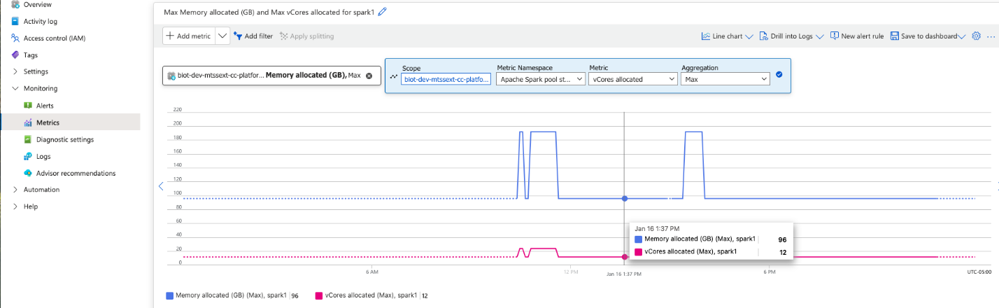 Overview
Activity log
Access control (IAM)
Tags
Settings
Monitoring
Alerts
Metrics
Diagnostic settings
Logs
Advisor recommendations
Automation
Help
Max Memory allocated (GB) and Max vCores allocated for spark1
Add metric Add filter Apply splitting Line chart Drill into Logs New alert rule Save to dashboard ...
biot-dev-mtssext-cc-platfor... Memory allocated (GB), Max
Scope Metric Namespace Metric Aggregation
biot-dev-mtssext-cc-platfo... Apache Spark pool st... vCores allocated Max
220
200
180
160
140
120
100
80
60
40
20
0
Jan 16 1:37 PM
Memory allocated (GB) (Max), spark1 96
vCores allocated (Max), spark1 12
6 AM 12 PM Jan 16 1:37 PM 6 PM UTC-05:00
Memory allocated (GB) (Max), spark1 96 vCores allocated (Max), spark1 12